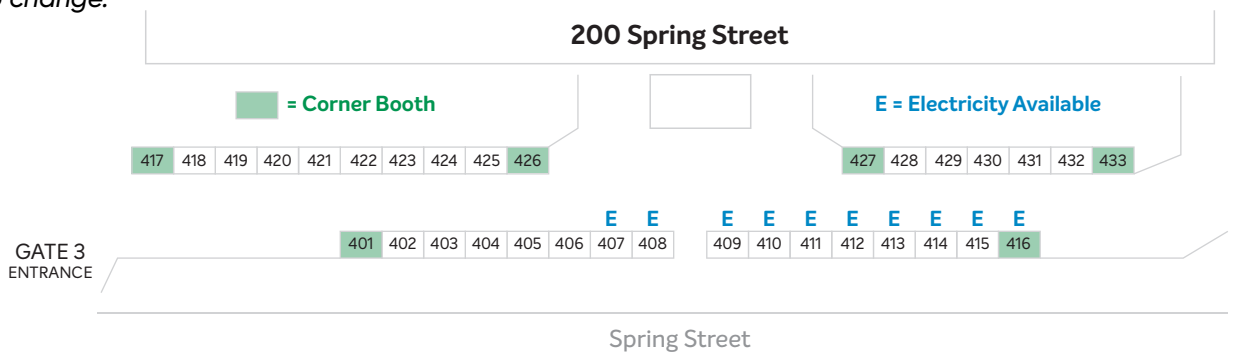 change.
200 Spring Street
= Corner Booth
E = Electricity Available
417 418 419 420 421 422 423 424 425 426
427 428 429 430 431 432 433
E E E E E E E E E E
401 402 403 404 405 406 407 408 409 410 411 412 413 414 415 416
GATE 3
ENTRANCE
Spring Street